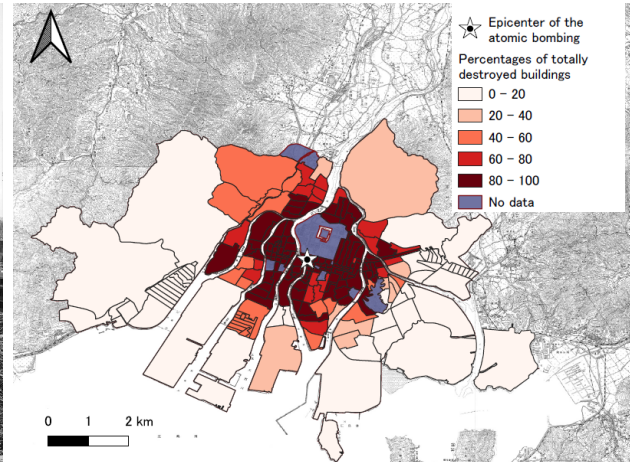 Epicenter of the
atomic bombing
Percentages of totally
destroyed buildings
0 - 20
20 - 40
40 - 60
60 - 80
80 - 100
No data
0 1 2 km